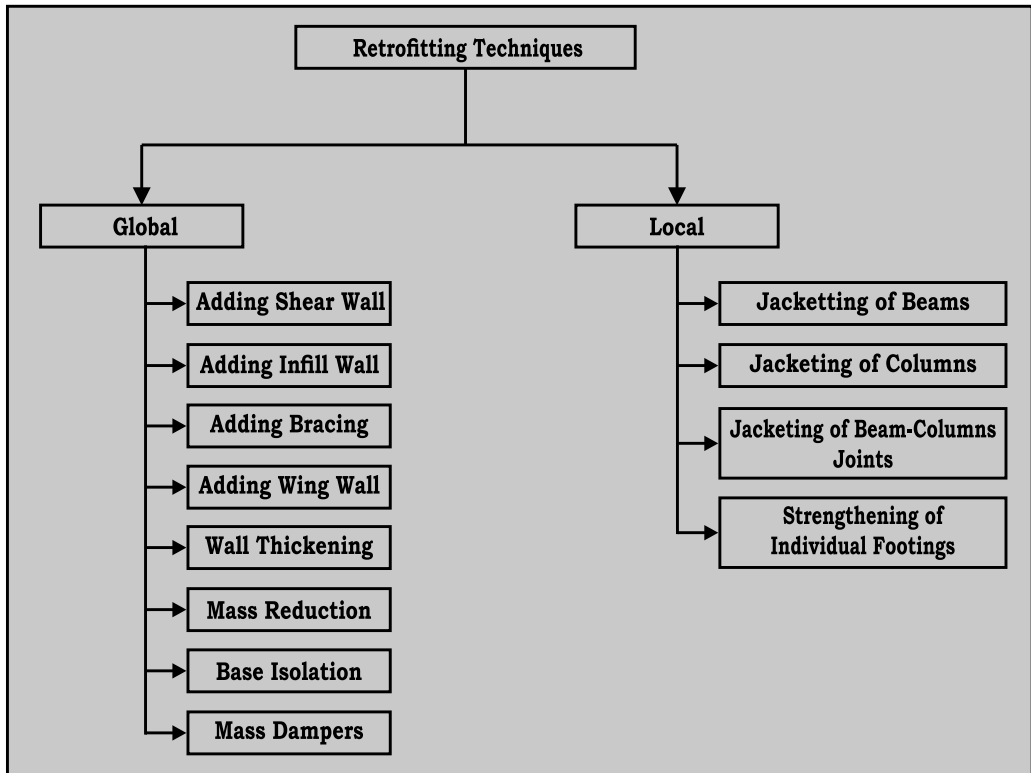 Retrofitting Techniques
Global
Adding Shear Wall
Adding Infill Wall
Adding Bracing
Adding Wing Wall
Wall Thickening
Mass Reduction
Base Isolation
Mass Dampers
Local
Jacketting of Beams
Jacketing of Columns
Jacketing of Beam-Columns
Joints
Strengthening of
Individual Footings